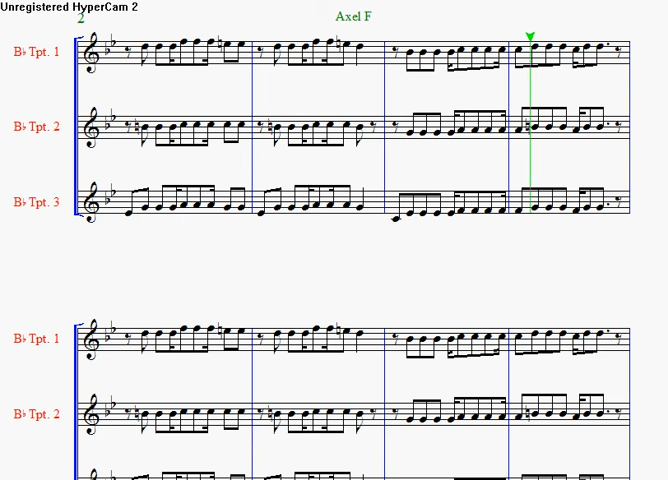 Unregistered HyperCam 2
2
Axel F
B♭ Tpt. 1
B♭ Tpt. 2
B♭ Tpt. 3
B♭ Tpt. 1
B♭ Tpt. 2